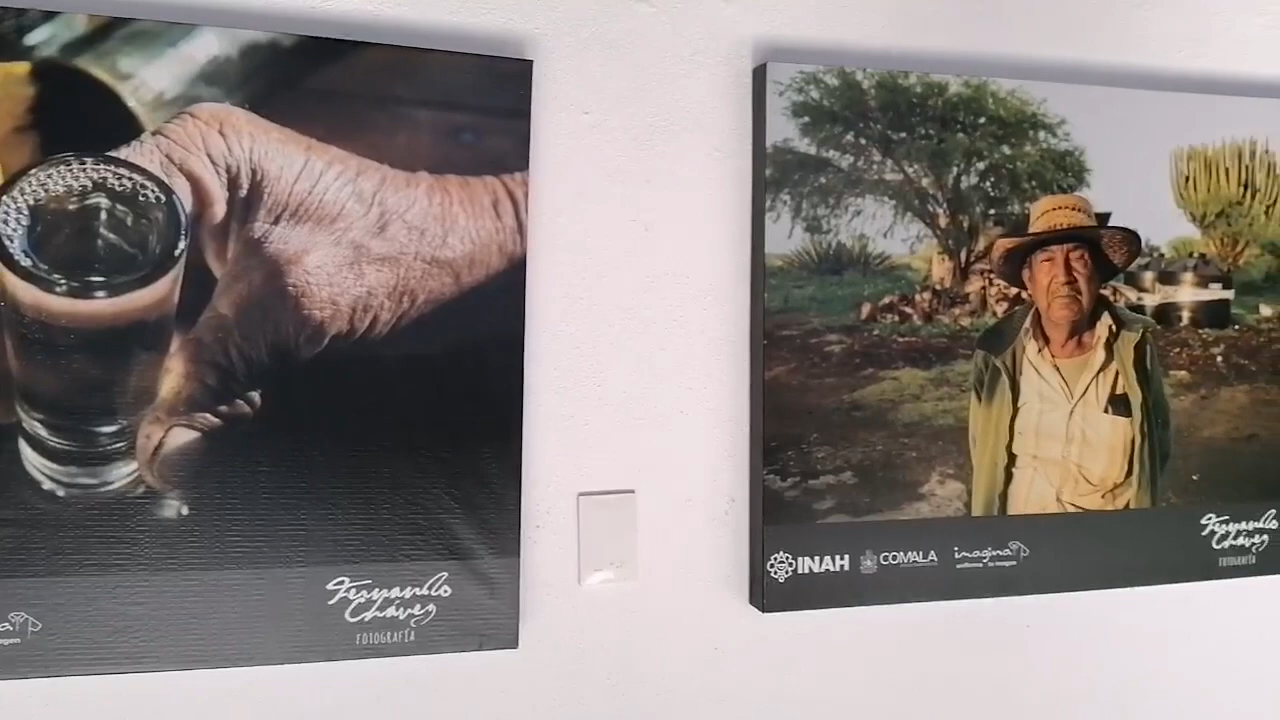 Fernando
Chávez
FOTOGRAFÍA
INAH
COMALA
imagina
Fernando
Chávez
FOTOGRAFÍA